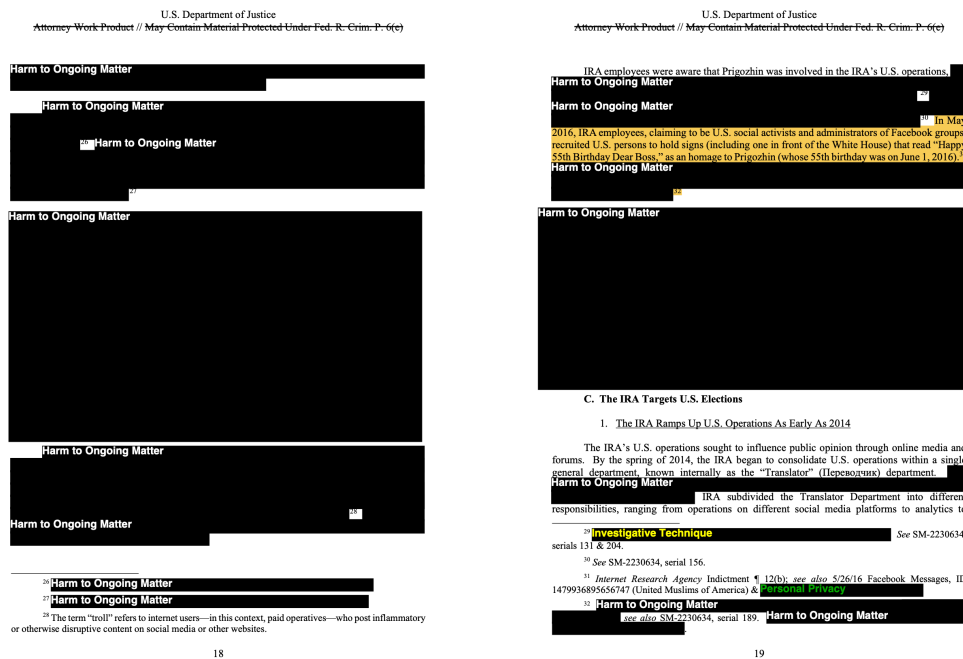 U.S. Department of Justice
Attorney Work Product // May Contain Material Protected Under Fed. R. Crim. P. 6(e)
Harm to Ongoing Matter
Harm to Ongoing Matter
26 Harm to Ongoing Matter
27
Harm to Ongoing Matter
Harm to Ongoing Matter
28
Harm to Ongoing Matter
26 Harm to Ongoing Matter
27 Harm to Ongoing Matter
28 The term “troll” refers to internet users—in this context, paid operatives—who post inflammatory
or otherwise disruptive content on social media or other websites.
18
U.S. Department of Justice
Attorney Work Product // May Contain Material Protected Under Fed. R. Crim. P. 6(e)
IRA employees were aware that Prigozhin was involved in the IRA’s U.S. operations,
Harm to Ongoing Matter
29
Harm to Ongoing Matter
30 In May
2016, IRA employees, claiming to be U.S. social activists and administrators of Facebook groups,
recruited U.S. persons to hold signs (including one in front of the White House) that read “Happy
55th Birthday Dear Boss,” as an homage to Prigozhin (whose 55th birthday was on June 1, 2016).
Harm to Ongoing Matter
32
Harm to Ongoing Matter
C. The IRA Targets U.S. Elections
1. The IRA Ramps Up U.S. Operations As Early As 2014
The IRA’s U.S. operations sought to influence public opinion through online media and
forums. By the spring of 2014, the IRA began to consolidate U.S. operations within a single
general department, known internally as the “Translator” (Переводчик) department.
Harm to Ongoing Matter
IRA subdivided the Translator Department into different
responsibilities, ranging from operations on different social media platforms to analytics to
29 Investigative Technique See SM-2230634,
serials 131 & 204.
30 See SM-2230634, serial 156.
31 Internet Research Agency Indictment ¶ 12(b); see also 5/26/16 Facebook Messages, ID
1479936895656747 (United Muslims of America) & Personal Privacy
32 Harm to Ongoing Matter
see also SM-2230634, serial 189. Harm to Ongoing Matter
.
19